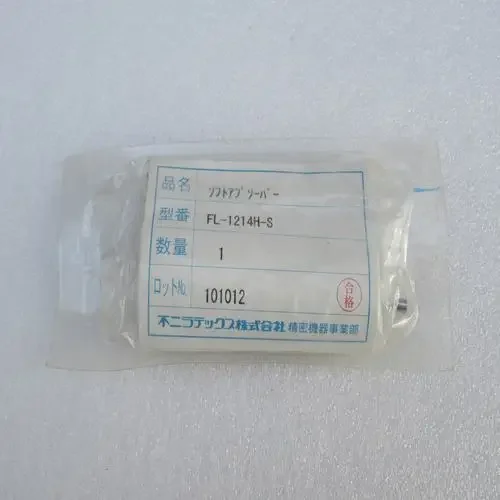 品名 ソフトアブソーバー
型番 FL-1214H-S
数量 1
ロットNo. 101012
合格
不二ラテックス株式会社 精密機器事業部